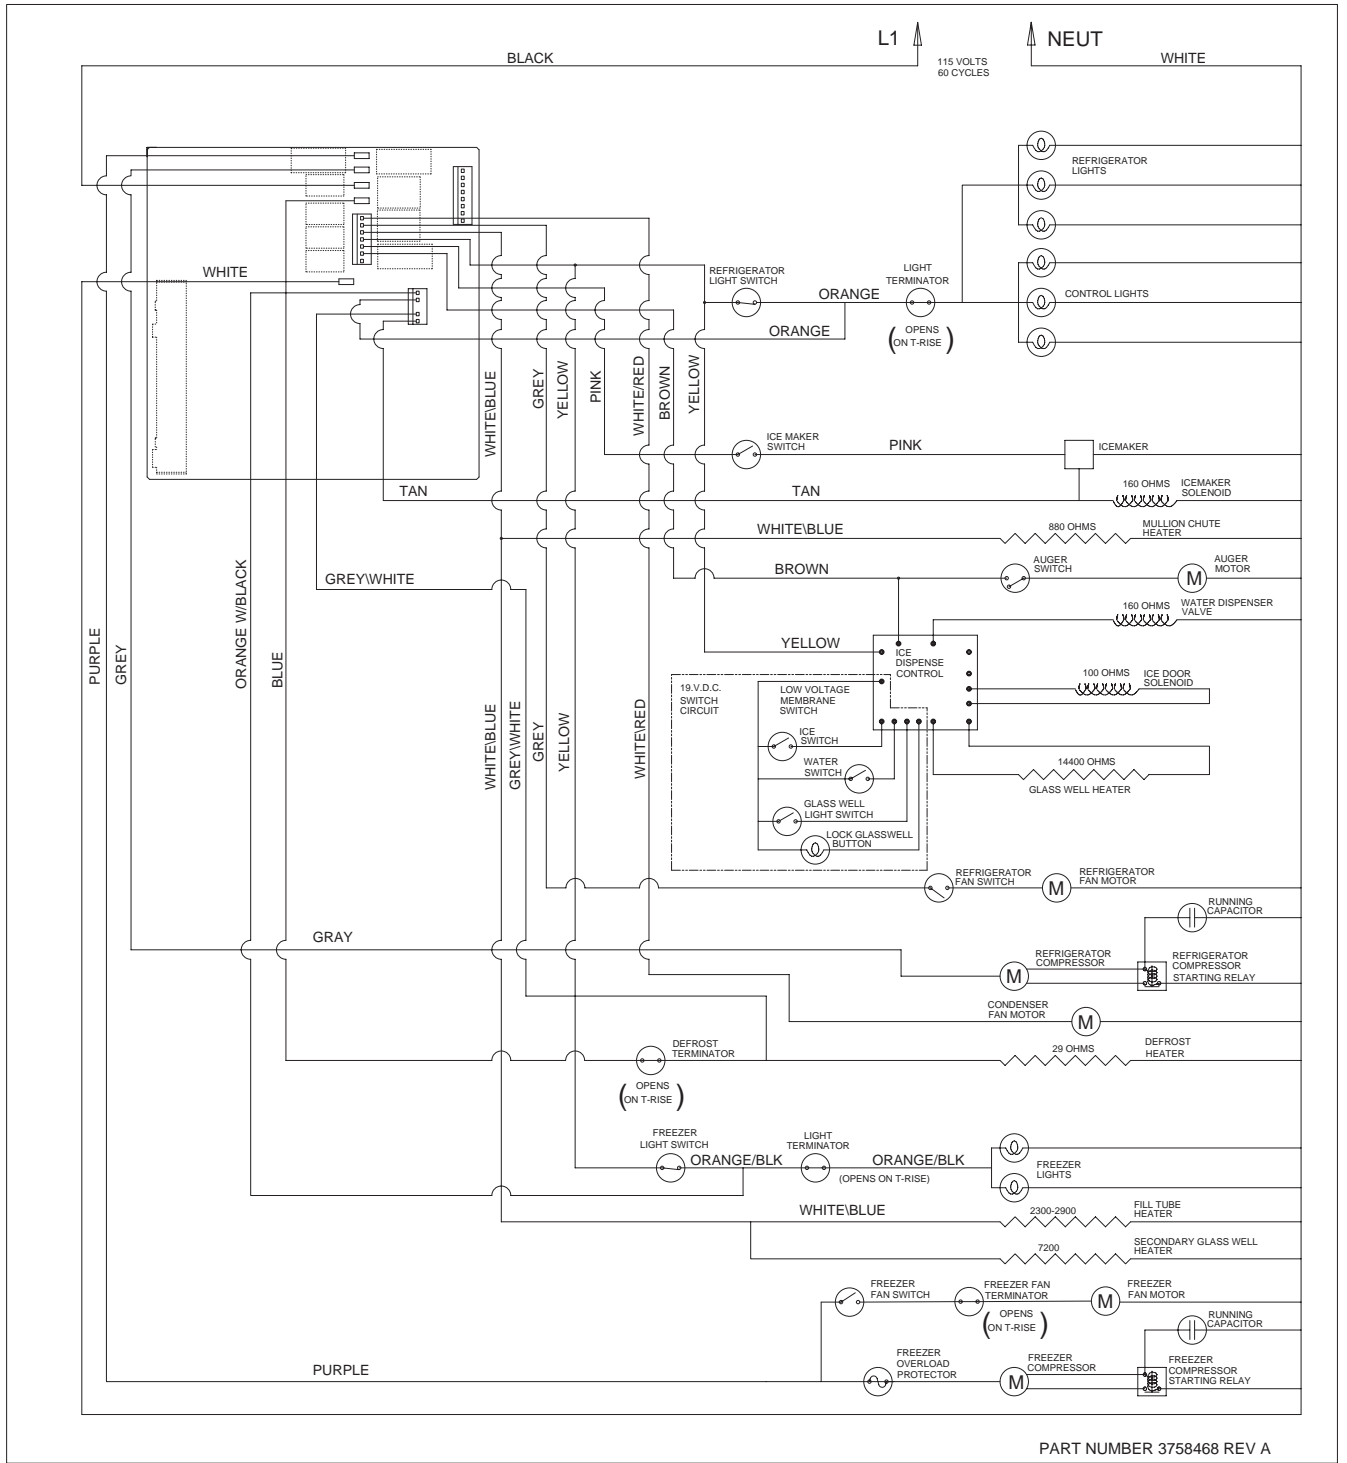 L1
NEUT
BLACK
115 VOLTS
60 CYCLES
WHITE
REFRIGERATOR
LIGHTS
WHITE
REFRIGERATOR
LIGHT SWITCH
LIGHT
TERMINATOR
ORANGE
CONTROL LIGHTS
ORANGE
( OPENS
ON T-RISE )
WHITE\BLUE
GREY
YELLOW
PINK
WHITE/RED
BROWN
YELLOW
ICE MAKER
SWITCH
PINK
ICEMAKER
TAN
TAN
160 OHMS
ICEMAKER
SOLENOID
WHITE\BLUE
880 OHMS
MULLION CHUTE
HEATER
GREY\WHITE
BROWN
AUGER
SWITCH
M
AUGER
MOTOR
160 OHMS
WATER DISPENSER
VALVE
PURPLE
GREY
ORANGE W/BLACK
BLUE
YELLOW
ICE
DISPENSE
CONTROL
100 OHMS
ICE DOOR
SOLENOID
19.V.D.C.
SWITCH
CIRCUIT
LOW VOLTAGE
MEMBRANE
SWITCH
WHITE\BLUE
GREY\WHITE
GREY
YELLOW
WHITE\RED
ICE
SWITCH
WATER
SWITCH
14400 OHMS
GLASS WELL HEATER
GLASS WELL
LIGHT SWITCH
LOCK GLASSWELL
BUTTON
REFRIGERATOR
FAN SWITCH
M
REFRIGERATOR
FAN MOTOR
RUNNING
CAPACITOR
GRAY
REFRIGERATOR
COMPRESSOR
M
REFRIGERATOR
COMPRESSOR
STARTING RELAY
CONDENSER
FAN MOTOR
M
DEFROST
TERMINATOR
29 OHMS
DEFROST
HEATER
( OPENS
ON T-RISE )
FREEZER
LIGHT SWITCH
ORANGE/BLK
LIGHT
TERMINATOR
ORANGE/BLK
(OPENS ON T-RISE)
FREEZER
LIGHTS
WHITE\BLUE
2300-2900
FILL TUBE
HEATER
7200
SECONDARY GLASS WELL
HEATER
FREEZER
FAN SWITCH
FREEZER FAN
TERMINATOR
M
FREEZER
FAN MOTOR
( OPENS
ON T-RISE )
RUNNING
CAPACITOR
PURPLE
FREEZER
OVERLOAD
PROTECTOR
FREEZER
COMPRESSOR
M
FREEZER
COMPRESSOR
STARTING RELAY
PART NUMBER 3758468 REV A